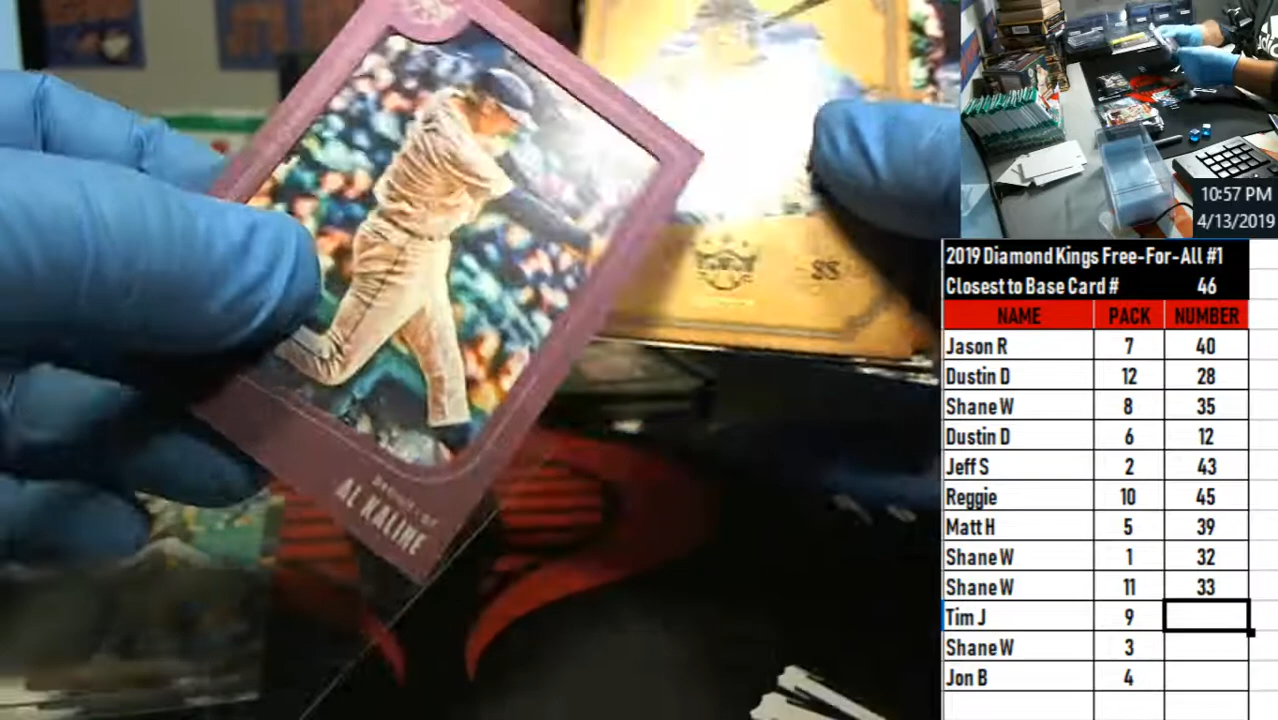 AL KALINE
SS
10:57 PM
4/13/2019
2019 Diamond Kings Free-For-All #1
Closest to Base Card # 46
NAME PACK NUMBER
Jason R 7 40
Dustin D 12 28
Shane W 8 35
Dustin D 6 12
Jeff S 2 43
Reggie 10 45
Matt H 5 39
Shane W 1 32
Shane W 11 33
Tim J 9
Shane W 3
Jon B 4